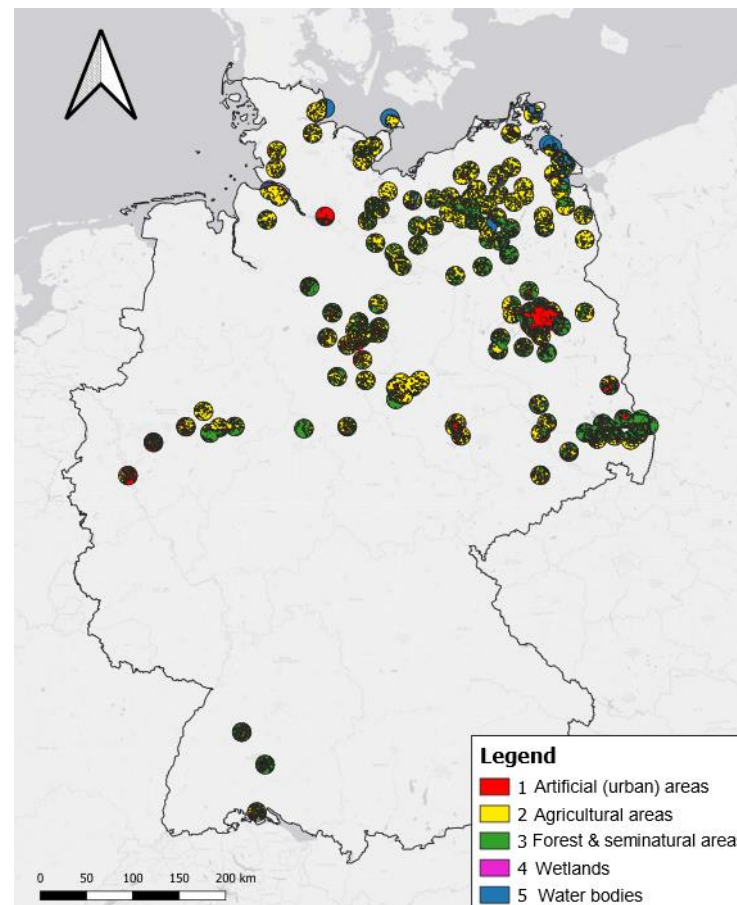 Legend
1 Artificial (urban) areas
2 Agricultural areas
3 Forest & seminatural areas
4 Wetlands
5 Water bodies
0 50 100 150 200 km